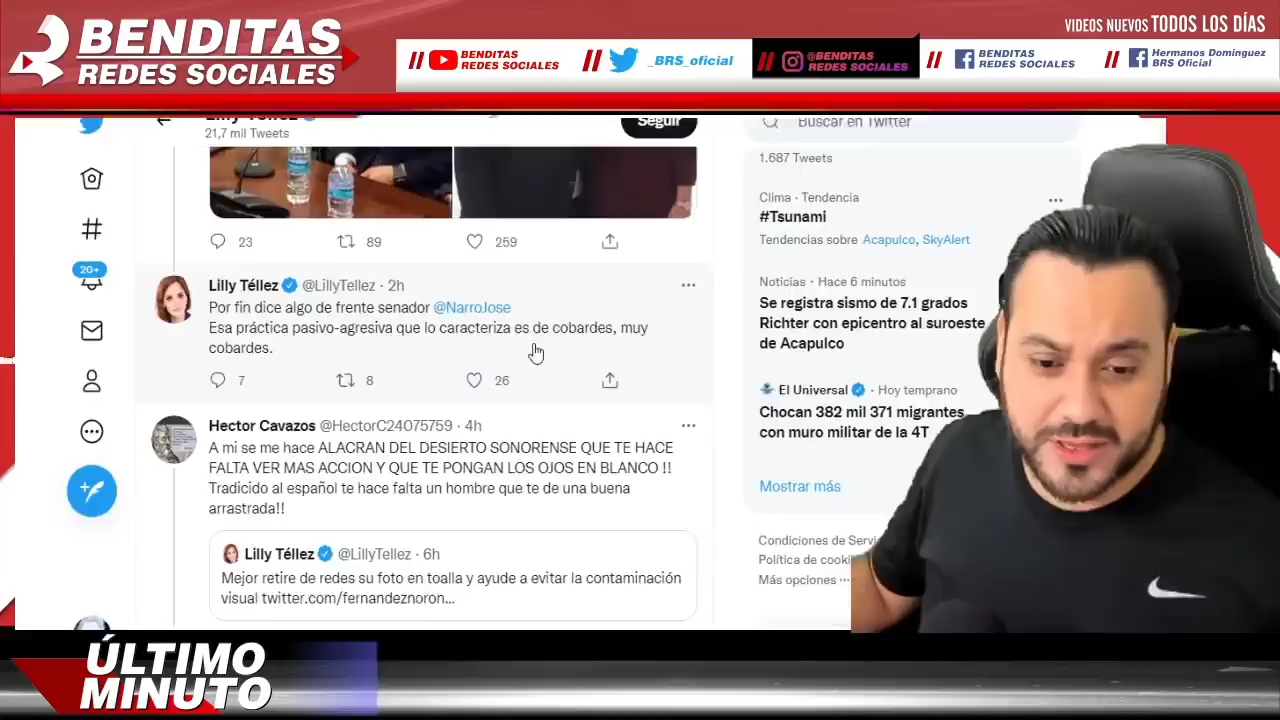 BENDITAS
REDES SOCIALES
VIDEOS NUEVOS TODOS LOS DÍAS
// BENDITAS
REDES SOCIALES
// _BRS_oficial
// @BENDITAS
REDES SOCIALES
// BENDITAS
REDES SOCIALES
// Hermanos Dominguez
BRS Oficial
Lilly Téllez
21,7 mil Tweets
Seguir
23 89 259
20+
Lilly Téllez @LillyTellez · 2h
Por fin dice algo de frente senador @NarroJose
Esa práctica pasivo-agresiva que lo caracteriza es de cobardes, muy
cobardes.
7 8 26
Hector Cavazos @HectorC24075759 · 4h
A mi se me hace ALACRAN DEL DESIERTO SONORENSE QUE TE HACE
FALTA VER MAS ACCION Y QUE TE PONGAN LOS OJOS EN BLANCO !!
Tradicido al español te hace falta un hombre que te de una buena
arrastrada!!
Lilly Téllez @LillyTellez · 6h
Mejor retire de redes su foto en toalla y ayude a evitar la contaminación
visual twitter.com/fernandeznoron...
Buscar en Twitter
1.687 Tweets
Clima · Tendencia
#Tsunami
Tendencias sobre Acapulco, SkyAlert
Noticias · Hace 6 minutos
Se registra sismo de 7.1 grados
Richter con epicentro al suroeste
de Acapulco
El Universal · Hoy temprano
Chocan 382 mil 371 migrantes
con muro militar de la 4T
Mostrar más
Condiciones de
Política de
Más opciones ···
ÚLTIMO
MINUTO